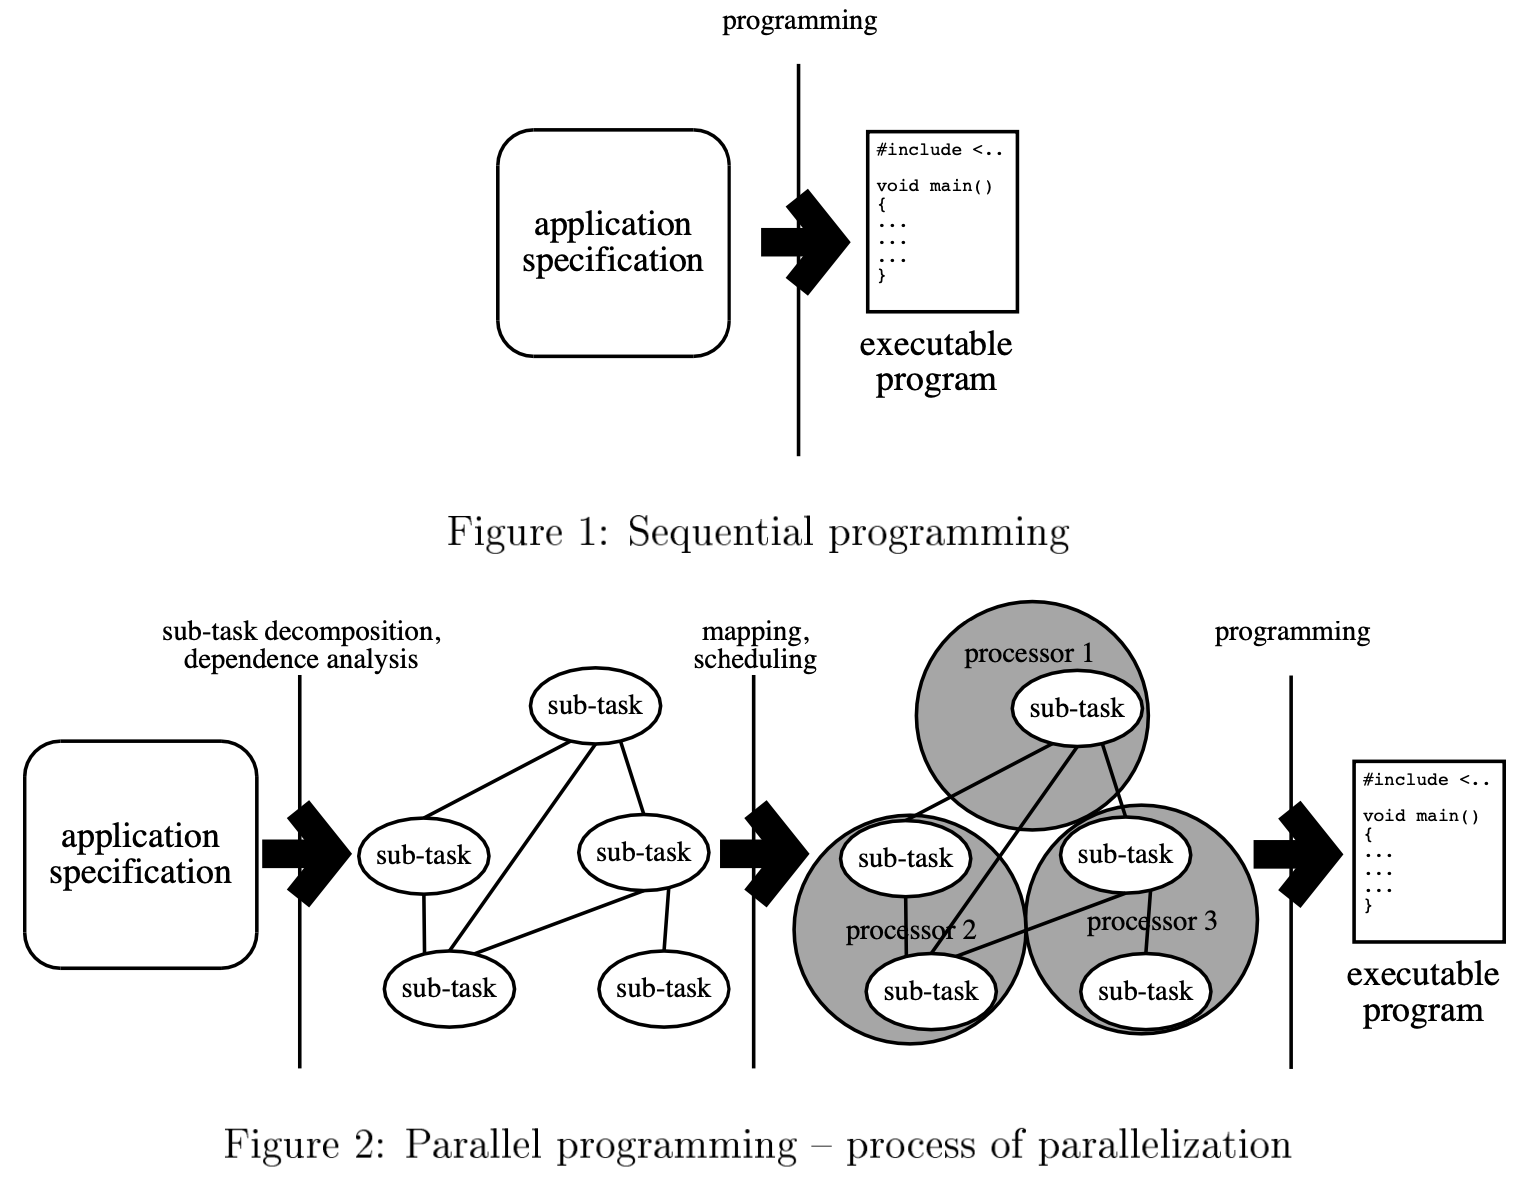 programming
application
specification
#include <..
void main()
{
...
...
...
}
executable
program
Figure 1: Sequential programming
sub-task decomposition,
dependence analysis
mapping,
scheduling
programming
application
specification
sub-task
sub-task
sub-task
sub-task
sub-task
processor 1
sub-task
sub-task
sub-task
processor 2
processor 3
sub-task
sub-task
#include <..
void main()
{
...
...
...
}
executable
program
Figure 2: Parallel programming – process of parallelization